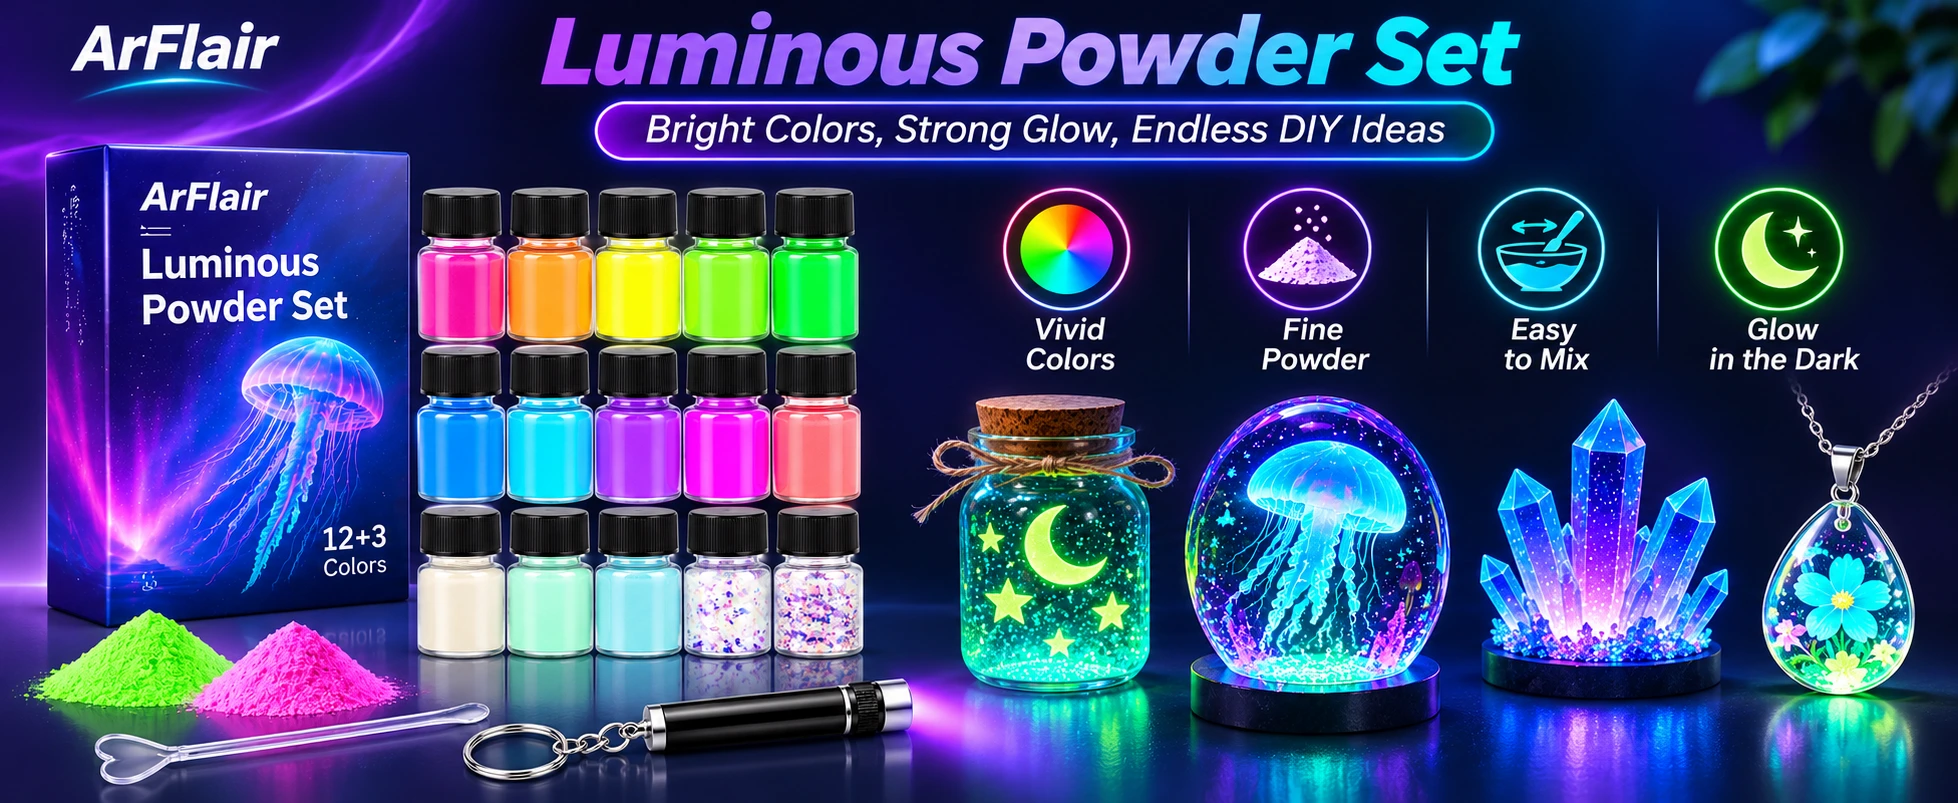 ArFlair
Luminous Powder Set
Bright Colors, Strong Glow, Endless DIY Ideas
ArFlair
Luminous
Powder Set
12+3
Colors
Vivid
Colors
Fine
Powder
Easy
to Mix
Glow
in the Dark